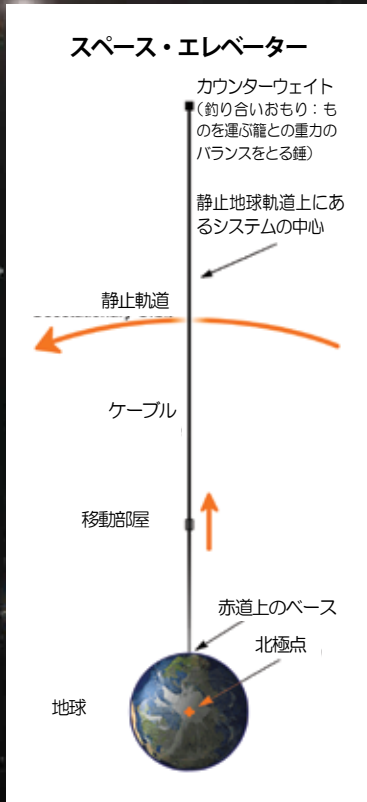 スペース・エレベーター
カウンターウェイト
（釣り合いおもり：も
のを運ぶ籠との重力の
バランスをとる錘）
静止地球軌道上にあ
るシステムの中心
静止軌道
ケーブル
移動部屋
赤道上のベース
北極点
地球